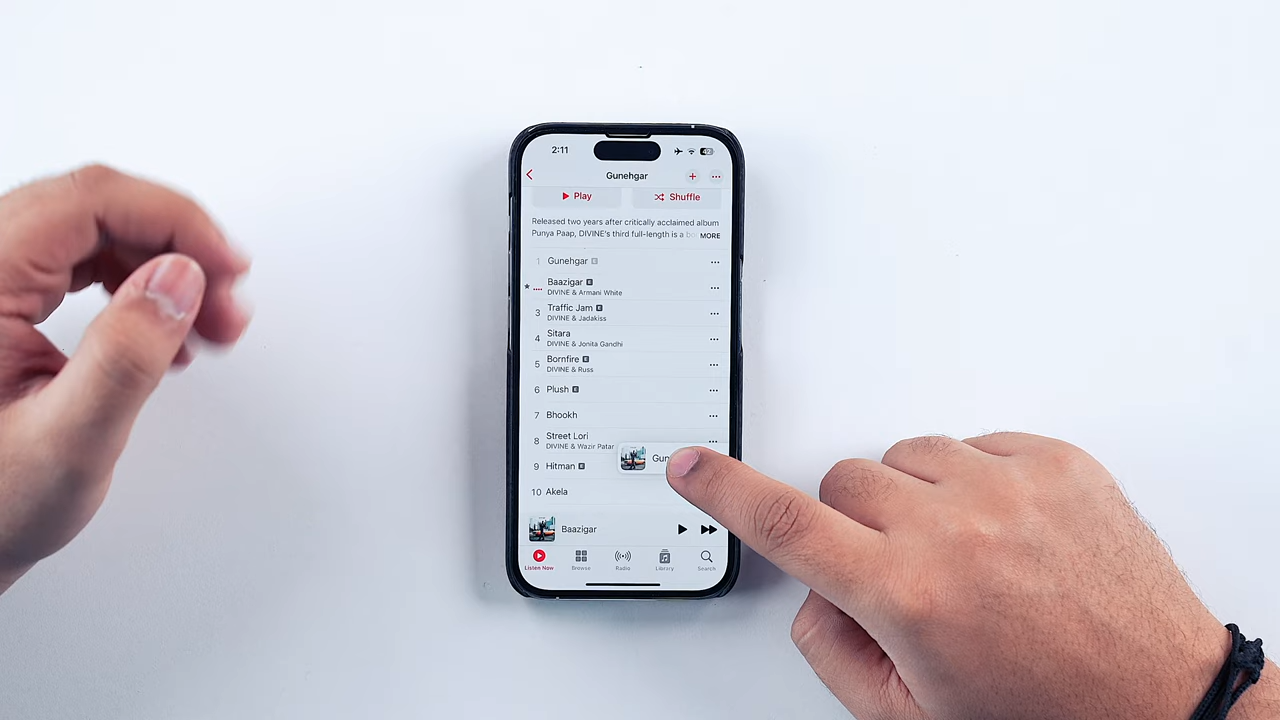 2:11
42
Gunehgar
Play
Shuffle
Released two years after critically acclaimed album
Punya Paap, DIVINE's third full-length is a MORE
1 Gunehgar E
Baazigar E
DIVINE & Armani White
3 Traffic Jam E
DIVINE & Jadakiss
4 Sitara
DIVINE & Jonita Gandhi
5 Bornfire E
DIVINE & Russ
6 Plush E
7 Bhookh
8 Street Lori
DIVINE & Wazir Patar
Gun
9 Hitman E
10 Akela
Baazigar
Listen Now
Browse
Radio
Library
Search